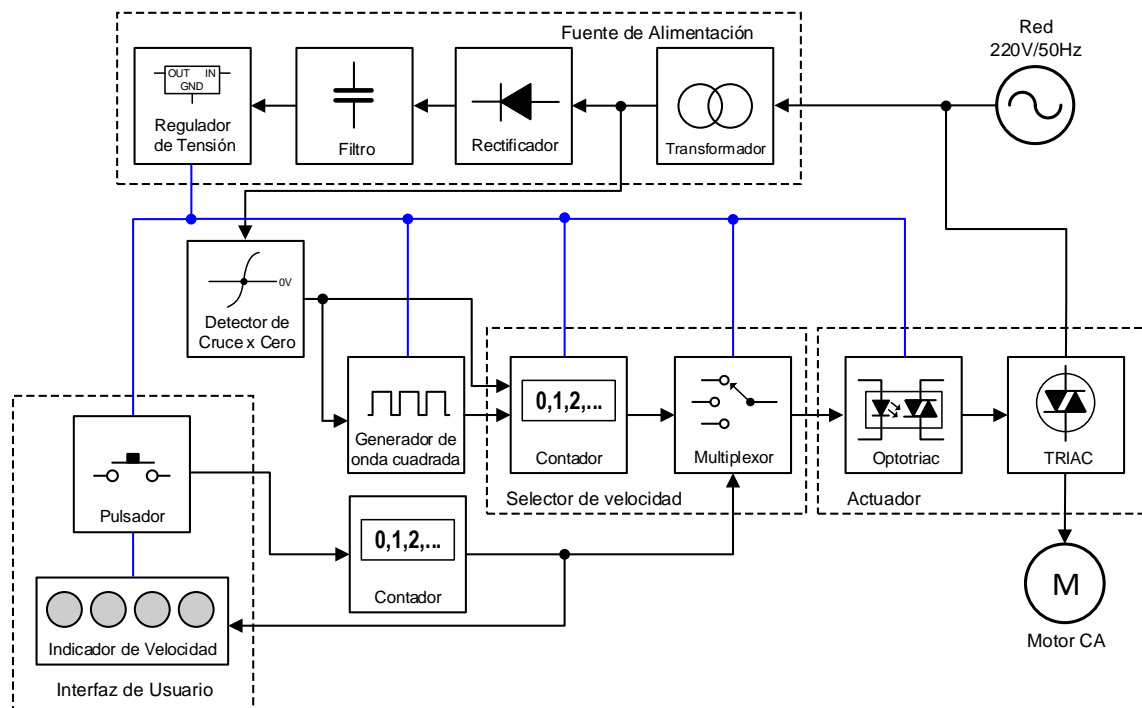 Fuente de Alimentación
Red
220V/50Hz
OUT IN
GND
Regulador
de Tensión
Filtro
Rectificador
Transformador
0V
Detector de
Cruce x Cero
Generador de
onda cuadrada
0,1,2,...
Contador
Multiplexor
Selector de velocidad
Optotriac
TRIAC
Actuador
Pulsador
0,1,2,...
Contador
M
Motor CA
Indicador de Velocidad
Interfaz de Usuario